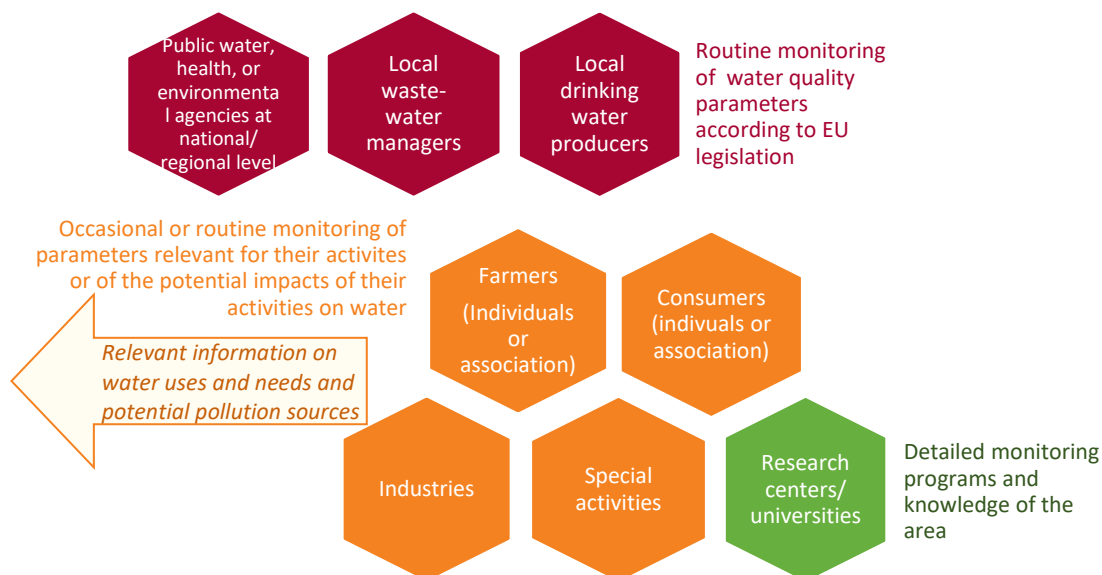 Public water,
health, or
environmenta
l agencies at
national/
regional level
Local
waste-
water
managers
Local
drinking
water
producers
Routine monitoring
of water quality
parameters
according to EU
legislation
Occasional or routine monitoring of
parameters relevant for their activites
or of the potential impacts of their
activities on water
Relevant information on
water uses and needs and
potential pollution sources
Farmers
(Individuals
or
association)
Consumers
(indivuals or
association)
Industries
Special
activities
Research
centers/
universities
Detailed monitoring
programs and
knowledge of the
area